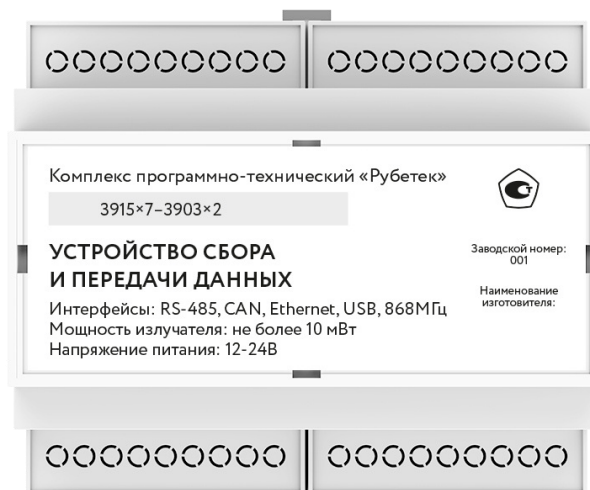 Комплекс программно-технический «Рубетек»
3915×7–3903×2
УСТРОЙСТВО СБОРА
И ПЕРЕДАЧИ ДАННЫХ
Интерфейсы: RS-485, CAN, Ethernet, USB, 868МГц
Мощность излучателя: не более 10 мВт
Напряжение питания: 12-24В
Заводской номер:
001
Наименование
изготовителя: